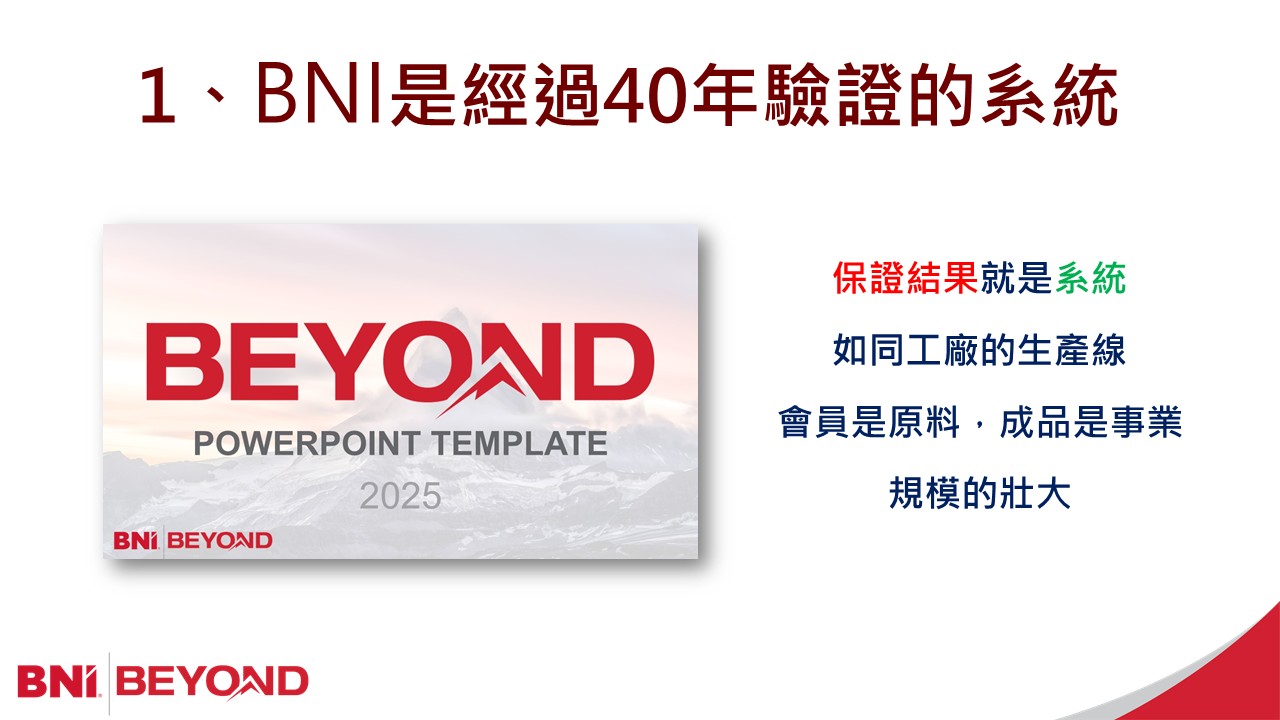 1、BNI是經過40年驗證的系統
BEYOND
POWERPOINT TEMPLATE
2025
BNI BEYOND
保證結果就是系統
如同工廠的生產線
會員是原料，成品是事業
規模的壯大
BNI® BEYOND